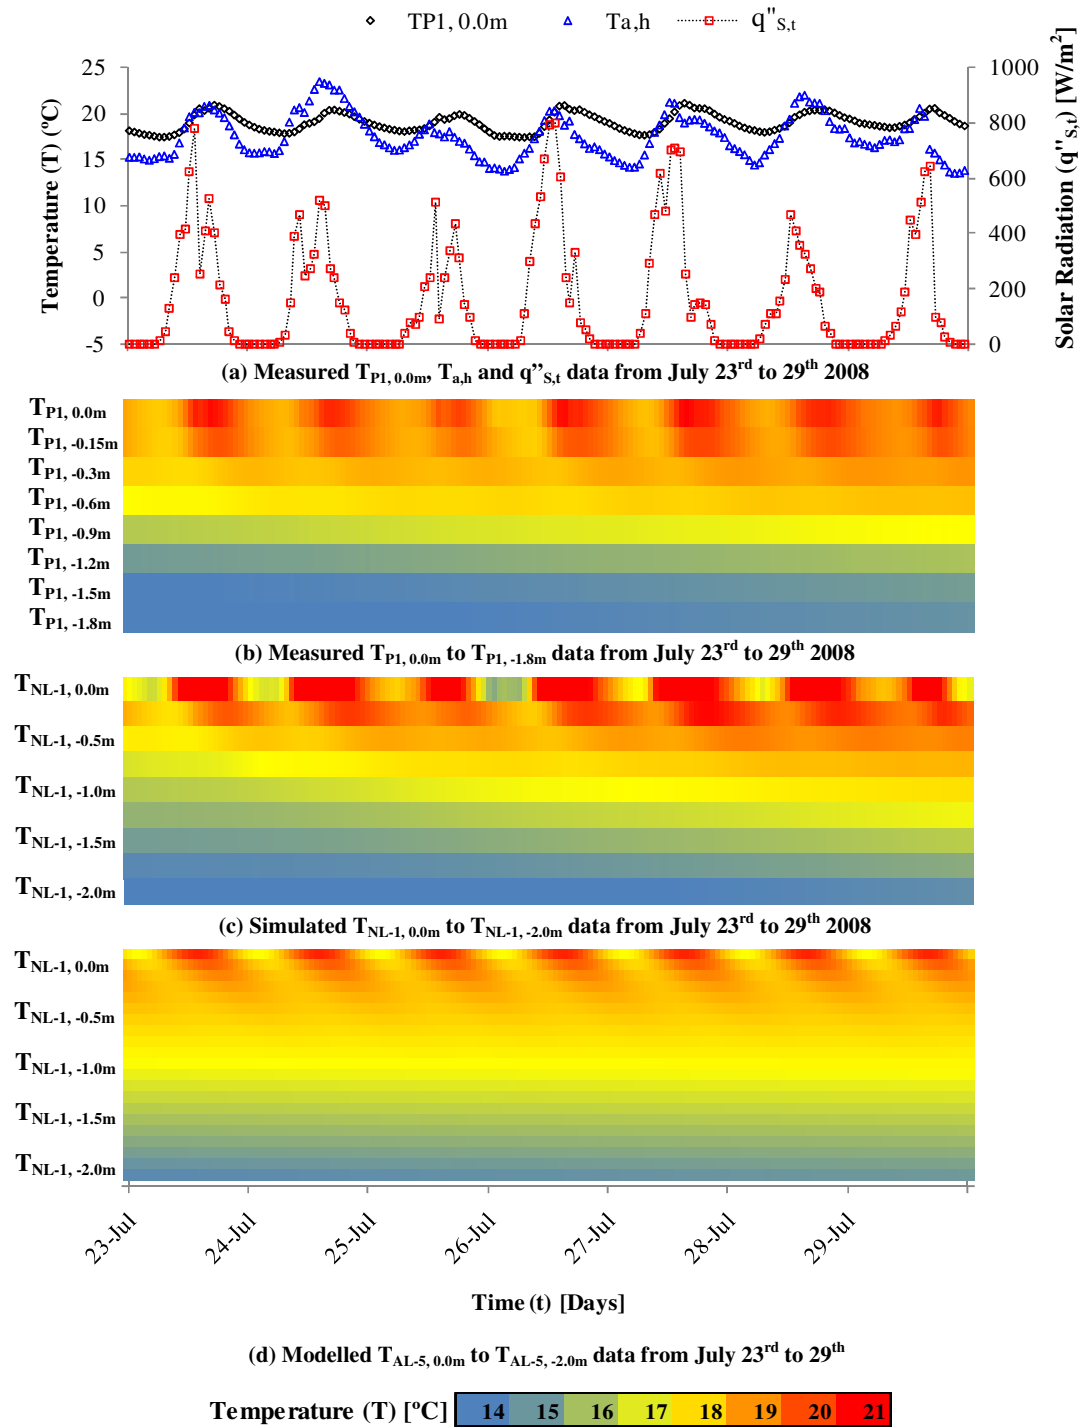 TP1, 0.0m Ta,h q''S,t
Temperature (T) (ºC)
25
20
15
10
5
0
-5
1000
800
600
400
200
0
Solar Radiation (q''S,t) [W/m2]
(a) Measured TP1, 0.0m, Ta,h and q”S,t data from July 23rd to 29th 2008
TP1, 0.0m
TP1, -0.15m
TP1, -0.3m
TP1, -0.6m
TP1, -0.9m
TP1, -1.2m
TP1, -1.5m
TP1, -1.8m
(b) Measured TP1, 0.0m to TP1, -1.8m data from July 23rd to 29th 2008
TNL-1, 0.0m
TNL-1, -0.5m
TNL-1, -1.0m
TNL-1, -1.5m
TNL-1, -2.0m
(c) Simulated TNL-1, 0.0m to TNL-1, -2.0m data from July 23rd to 29th 2008
TNL-1, 0.0m
TNL-1, -0.5m
TNL-1, -1.0m
TNL-1, -1.5m
TNL-1, -2.0m
23-Jul
24-Jul
25-Jul
26-Jul
27-Jul
28-Jul
29-Jul
Time (t) [Days]
(d) Modelled TAL-5, 0.0m to TAL-5, -2.0m data from July 23rd to 29th
Temperature (T) [ºC] 14 15 16 17 18 19 20 21